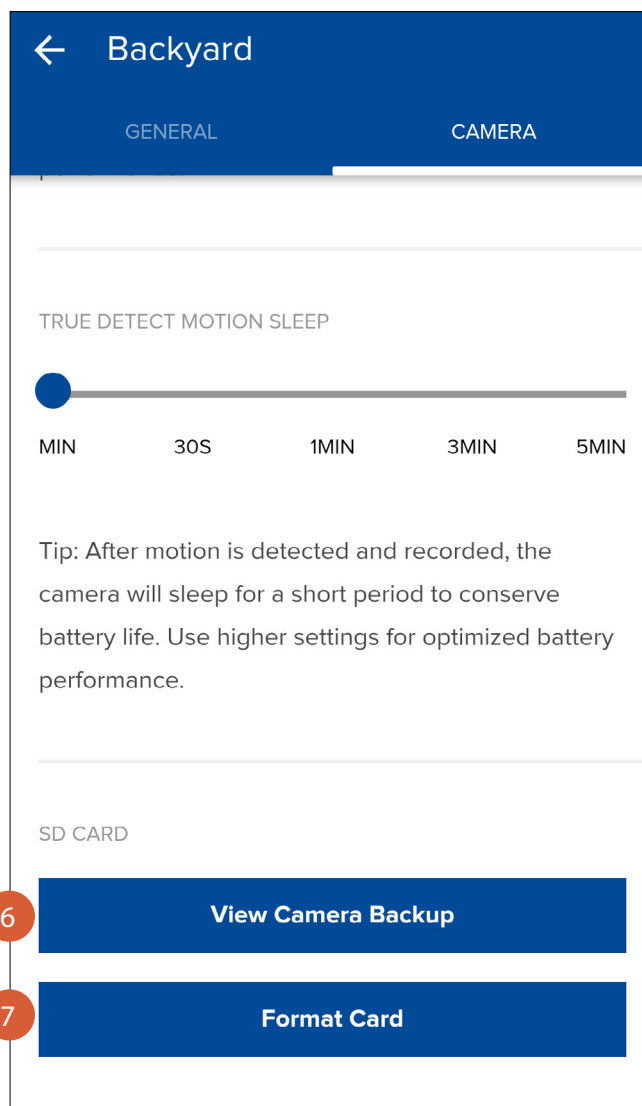 Backyard
GENERAL CAMERA
TRUE DETECT MOTION SLEEP
MIN 30S 1MIN 3MIN 5MIN
Tip: After motion is detected and recorded, the
camera will sleep for a short period to conserve
battery life. Use higher settings for optimized battery
performance.
SD CARD
6 View Camera Backup
7 Format Card